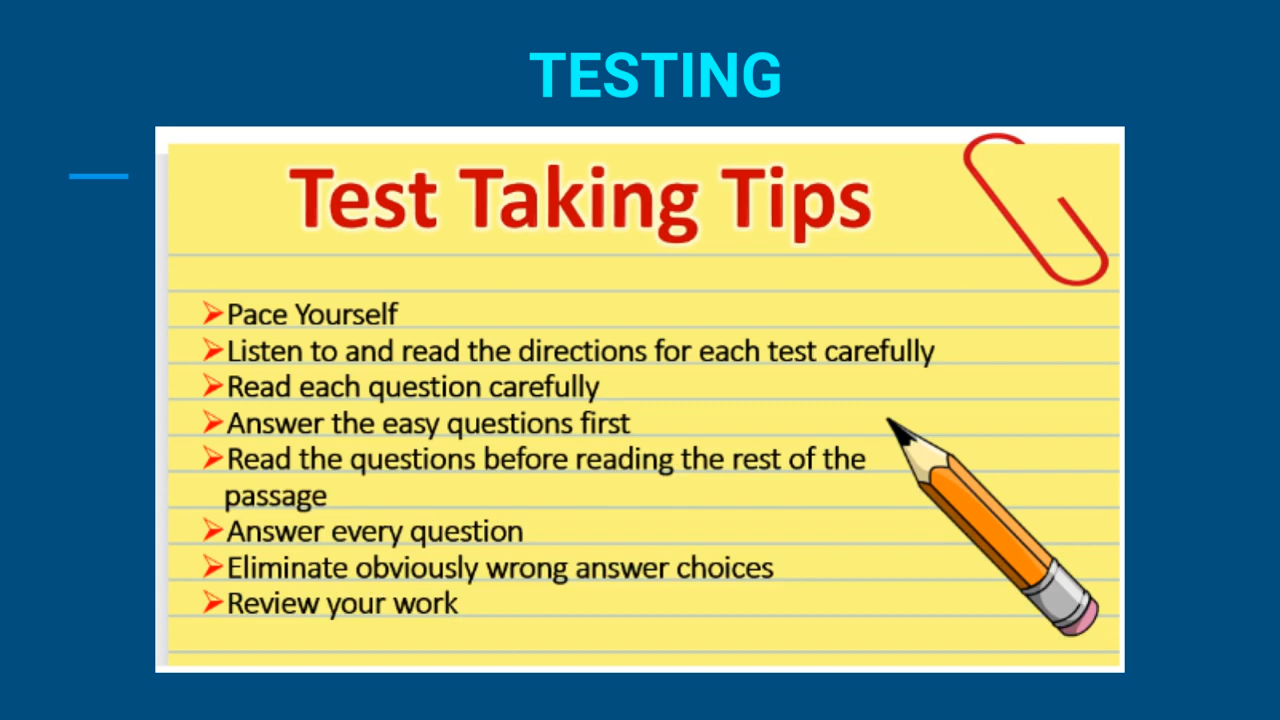 TESTING
Test Taking Tips
➢Pace Yourself
➢Listen to and read the directions for each test carefully
➢Read each question carefully
➢Answer the easy questions first
➢Read the questions before reading the rest of the
passage
➢Answer every question
➢Eliminate obviously wrong answer choices
➢Review your work